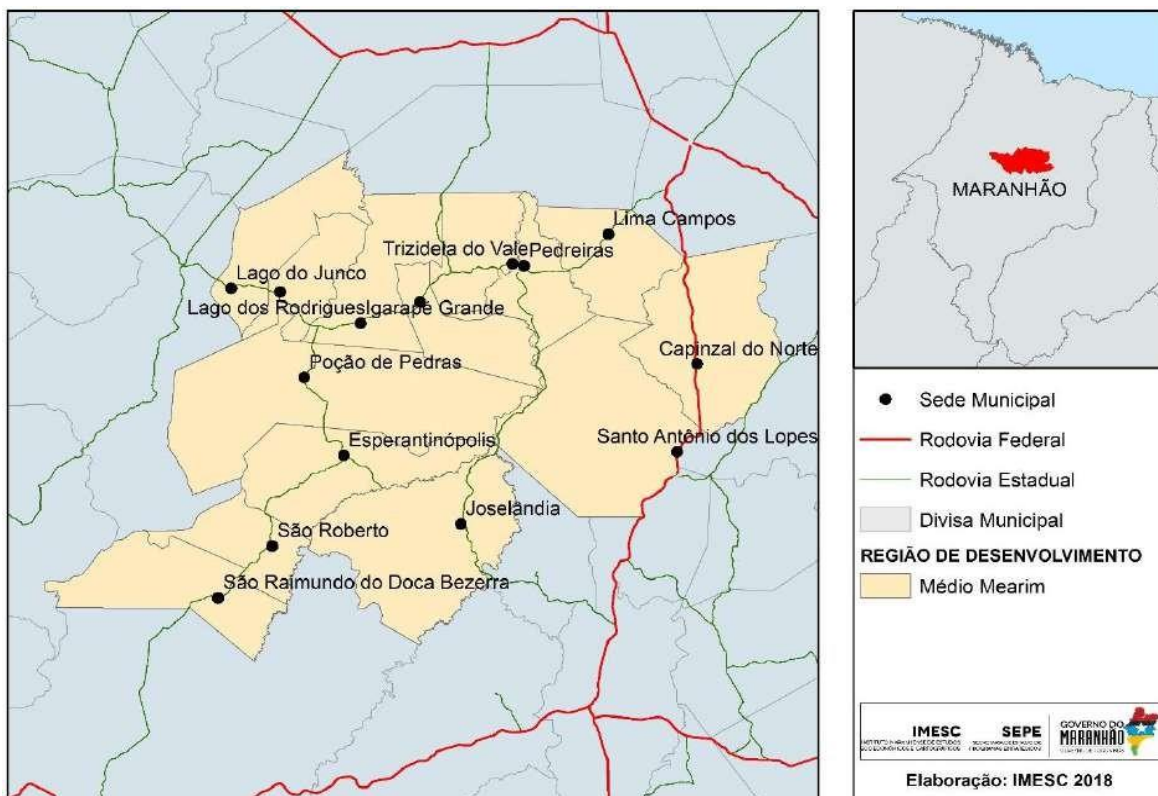 Lima Campos
Trizidela do Vale
Pedreiras
Lago do Junco
Lago dos Rodrigues
Igarapé Grande
Capinzal do Norte
Poção de Pedras
Esperantinópolis
Santo Antônio dos Lopes
Joselândia
São Roberto
São Raimundo do Doca Bezerra
MARANHÃO
Sede Municipal
Rodovia Federal
Rodovia Estadual
Divisa Municipal
REGIÃO DE DESENVOLVIMENTO
Médio Mearim
IMESC
SEPE
GOVERNO DO
MARANHÃO
Elaboração: IMESC 2018